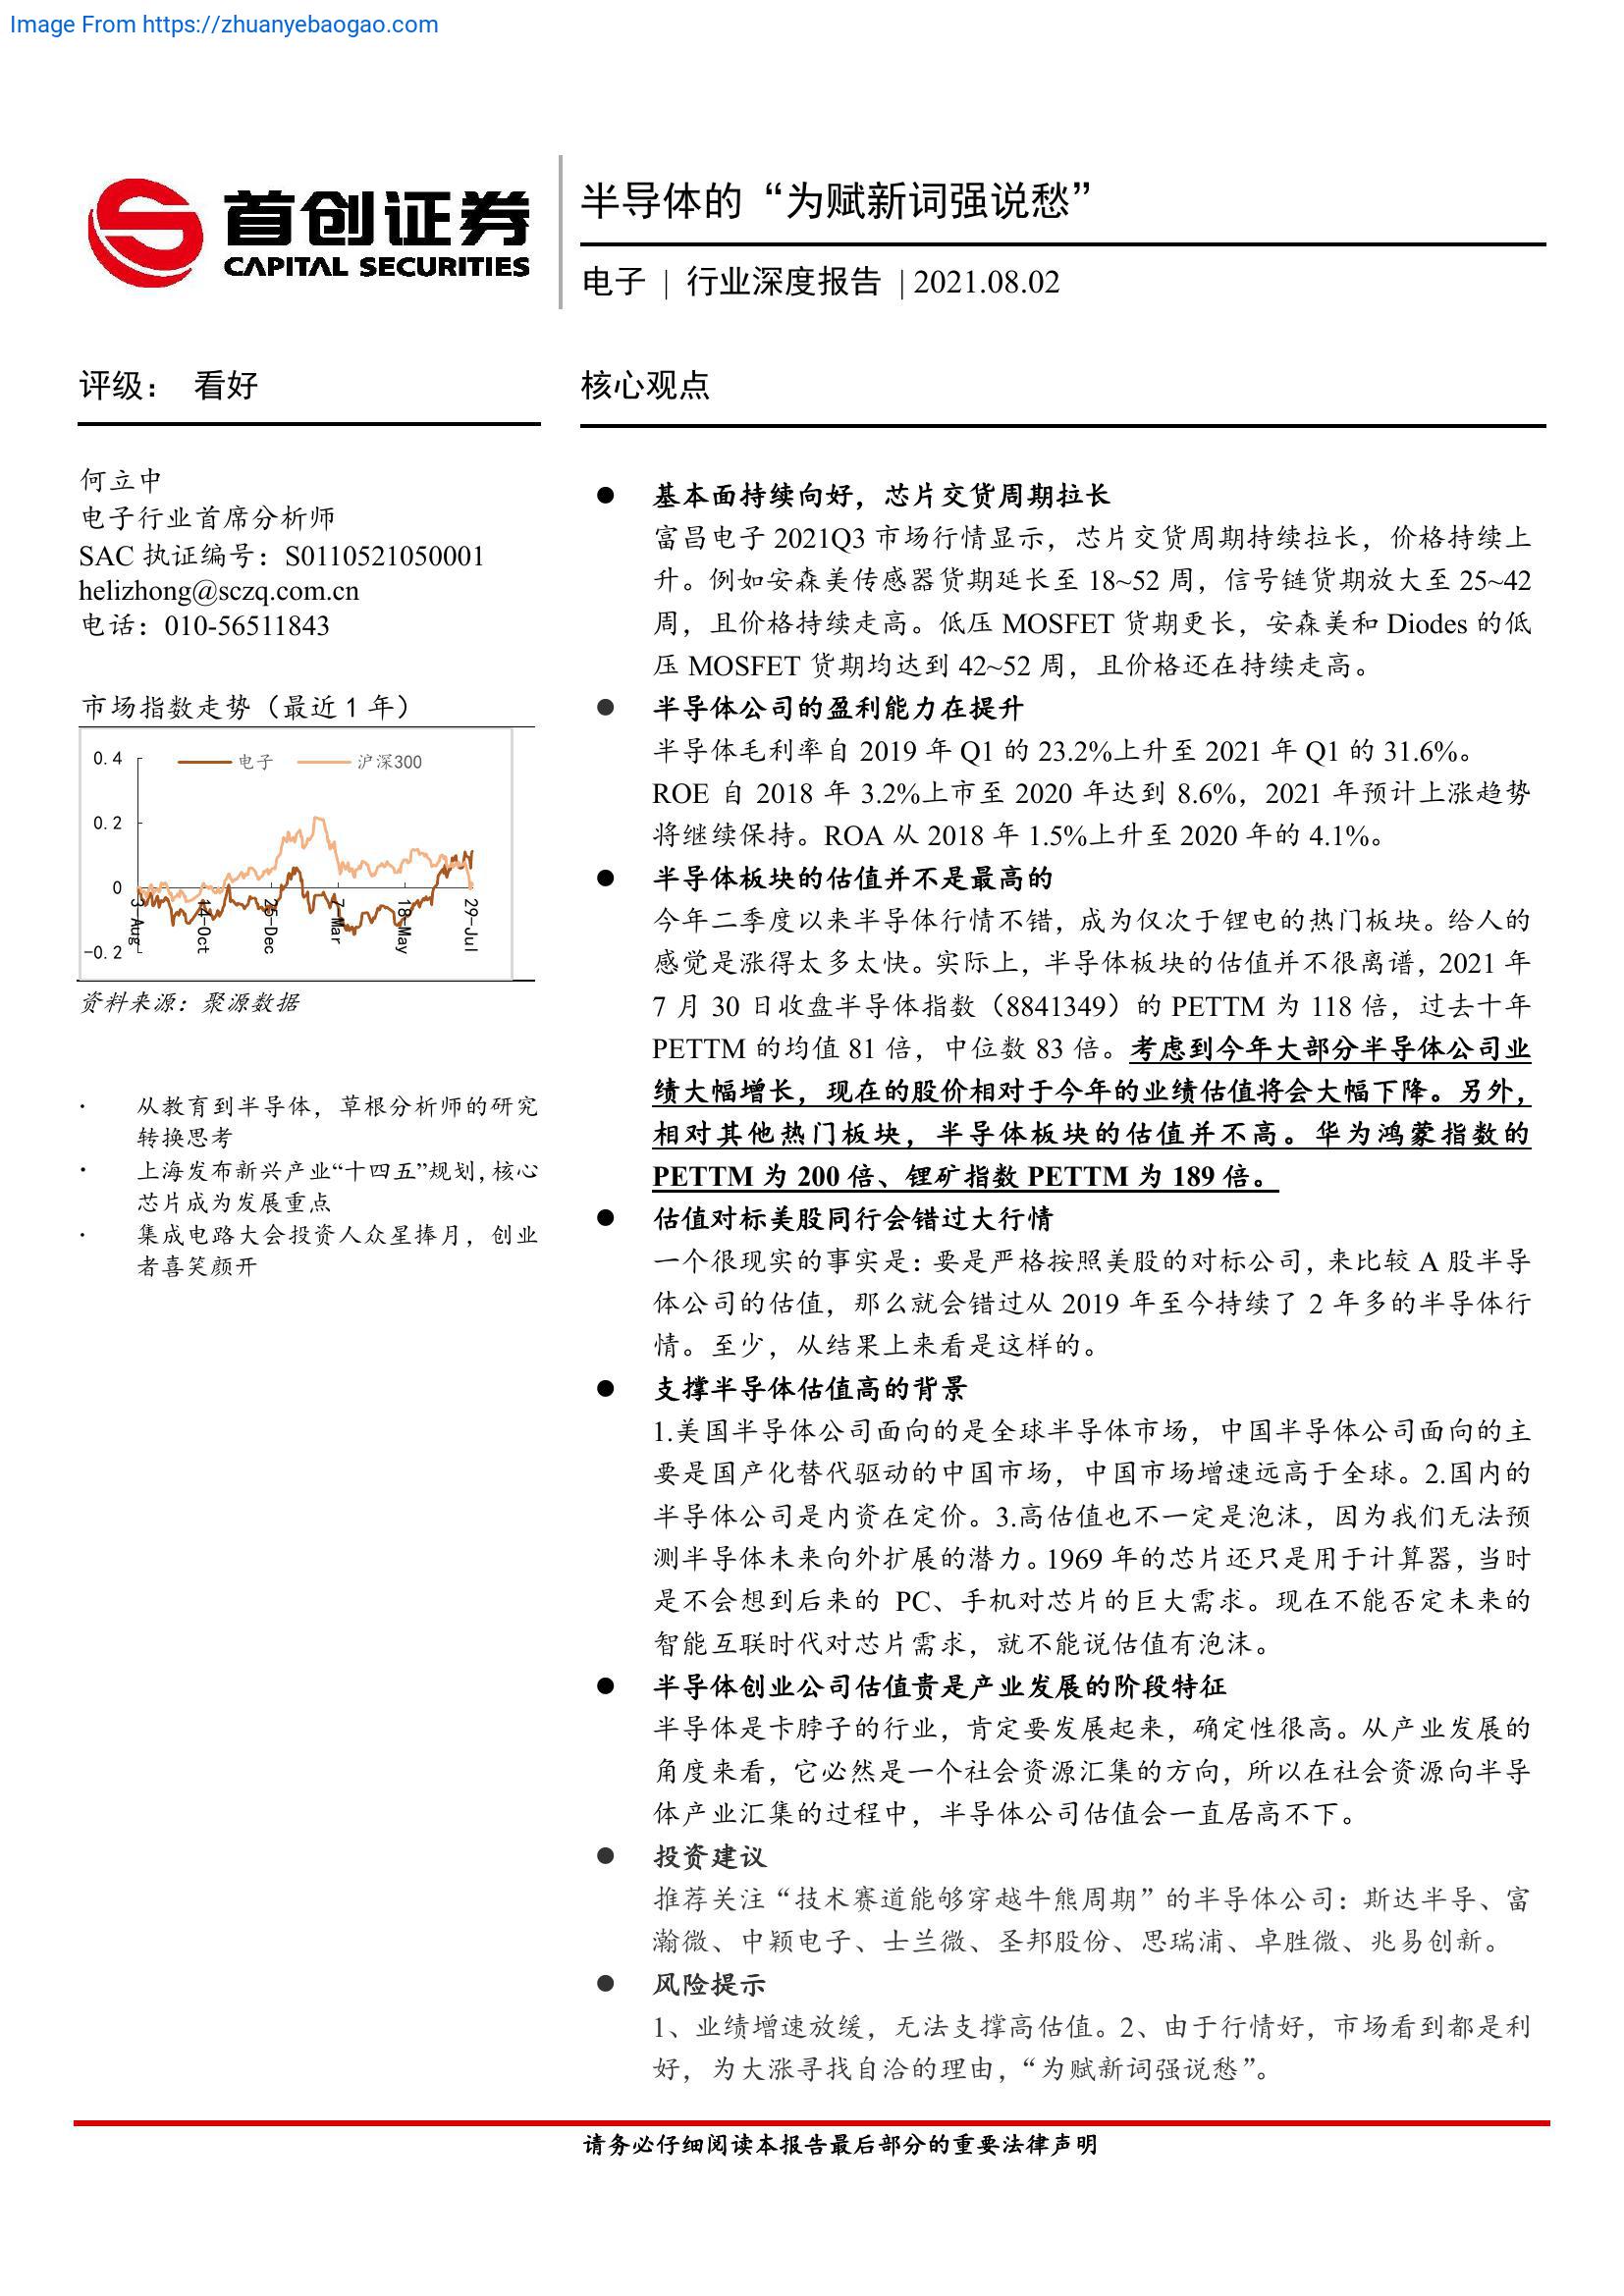 Image From https://zhuanyebaogao.com
首创证券
CAPITAL SECURITIES
半导体的“为赋新词强说愁”
电子 | 行业深度报告 | 2021.08.02
评级： 看好
何立中
电子行业首席分析师
SAC 执证编号：S0110521050001
helizhong@sczq.com.cn
电话：010-56511843
市场指数走势（最近 1 年）
电子 沪深300
0.4
0.2
0
-0.2
3-Aug
14-Oct
25-Dec
7-Mar
18-May
29-Jul
资料来源：聚源数据
· 从教育到半导体，草根分析师的研究
转换思考
· 上海发布新兴产业“十四五”规划，核心
芯片成为发展重点
· 集成电路大会投资人众星捧月，创业
者喜笑颜开
核心观点
● 基本面持续向好，芯片交货周期拉长
富昌电子 2021Q3 市场行情显示，芯片交货周期持续拉长，价格持续上
升。例如安森美传感器货期延长至 18~52 周，信号链货期放大至 25~42
周，且价格持续走高。低压 MOSFET 货期更长，安森美和 Diodes 的低
压 MOSFET 货期均达到 42~52 周，且价格还在持续走高。
● 半导体公司的盈利能力在提升
半导体毛利率自 2019 年 Q1 的 23.2%上升至 2021 年 Q1 的 31.6%。
ROE 自 2018 年 3.2%上市至 2020 年达到 8.6%，2021 年预计上涨趋势
将继续保持。ROA 从 2018 年 1.5%上升至 2020 年的 4.1%。
● 半导体板块的估值并不是最高的
今年二季度以来半导体行情不错，成为仅次于锂电的热门板块。给人的
感觉是涨得太多太快。实际上，半导体板块的估值并不很离谱，2021 年
7 月 30 日收盘半导体指数（8841349）的 PETTM 为 118 倍，过去十年
PETTM 的均值 81 倍，中位数 83 倍。考虑到今年大部分半导体公司业
绩大幅增长，现在的股价相对于今年的业绩估值将会大幅下降。另外，
相对其他热门板块，半导体板块的估值并不高。华为鸿蒙指数的
PETTM 为 200 倍、锂矿指数 PETTM 为 189 倍。
● 估值对标美股同行会错过大行情
一个很现实的事实是：要是严格按照美股的对标公司，来比较 A 股半导
体公司的估值，那么就会错过从 2019 年至今持续了 2 年多的半导体行
情。至少，从结果上来看是这样的。
● 支撑半导体估值高的背景
1.美国半导体公司面向的是全球半导体市场，中国半导体公司面向的主
要是国产化替代驱动的中国市场，中国市场增速远高于全球。2.国内的
半导体公司是内资在定价。3.高估值也不一定是泡沫，因为我们无法预
测半导体未来向外扩展的潜力。1969 年的芯片还只是用于计算器，当时
是不会想到后来的 PC、手机对芯片的巨大需求。现在不能否定未来的
智能互联时代对芯片需求，就不能说估值有泡沫。
● 半导体创业公司估值贵是产业发展的阶段特征
半导体是卡脖子的行业，肯定要发展起来，确定性很高。从产业发展的
角度来看，它必然是一个社会资源汇集的方向，所以在社会资源向半导
体产业汇集的过程中，半导体公司估值会一直居高不下。
● 投资建议
推荐关注“技术赛道能够穿越牛熊周期”的半导体公司：斯达半导、富
瀚微、中颖电子、士兰微、圣邦股份、思瑞浦、卓胜微、兆易创新。
● 风险提示
1、业绩增速放缓，无法支撑高估值。2、由于行情好，市场看到都是利
好，为大涨寻找自洽的理由，“为赋新词强说愁”。
请务必仔细阅读本报告最后部分的重要法律声明